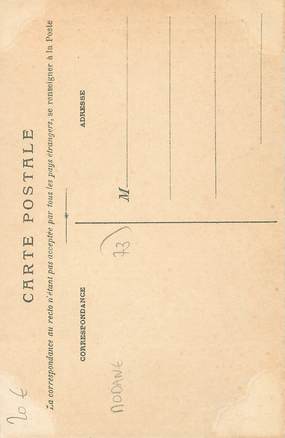 CARTE POSTALE
La correspondance au recto n'étant pas acceptée par tous les pays étrangers, se renseigner à la Poste
CORRESPONDANCE
ADRESSE
M
73)
MODANE
20 €